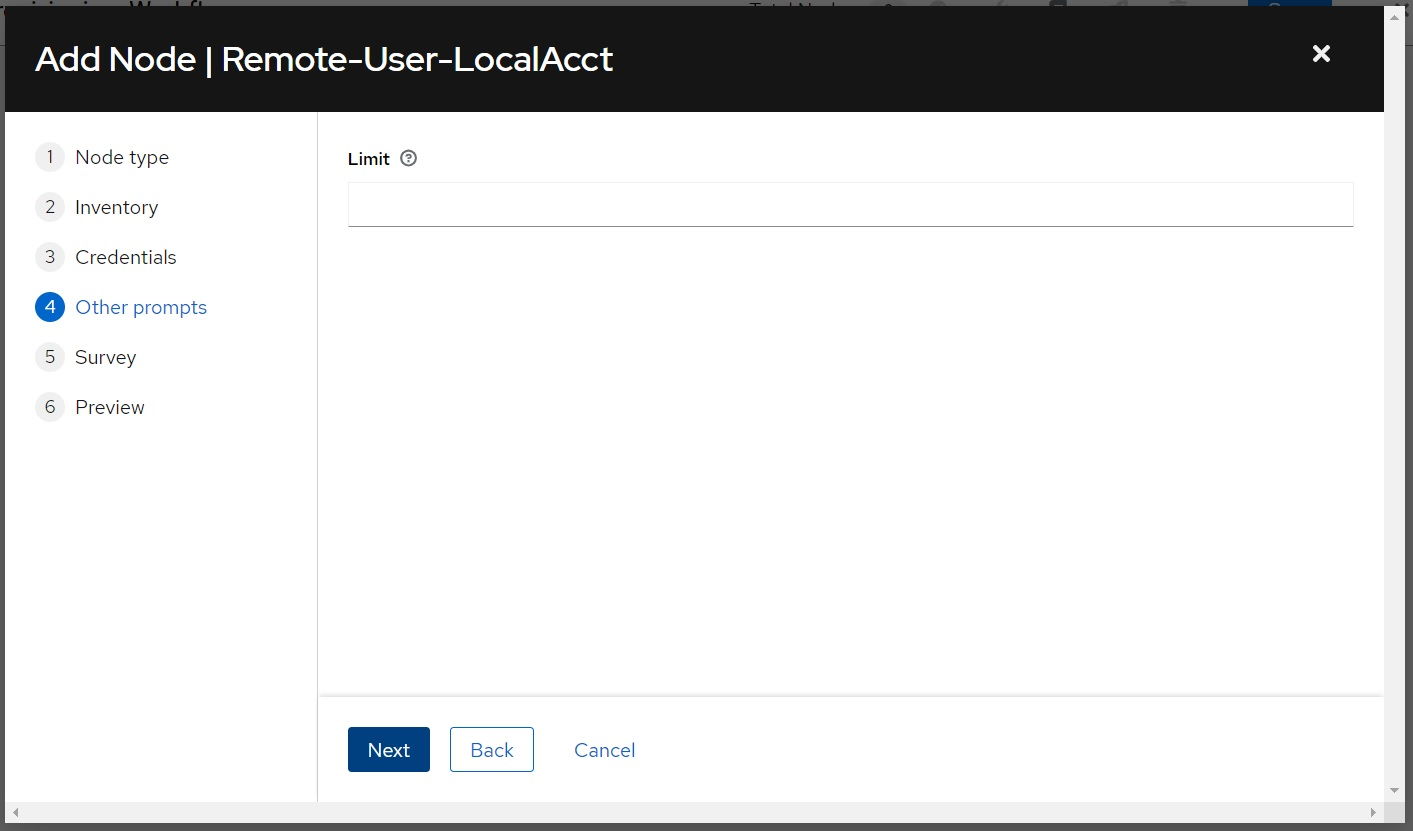 Add Node | Remote-User-LocalAcct
1 Node type
2 Inventory
3 Credentials
4 Other prompts
5 Survey
6 Preview
Limit
Next
Back
Cancel